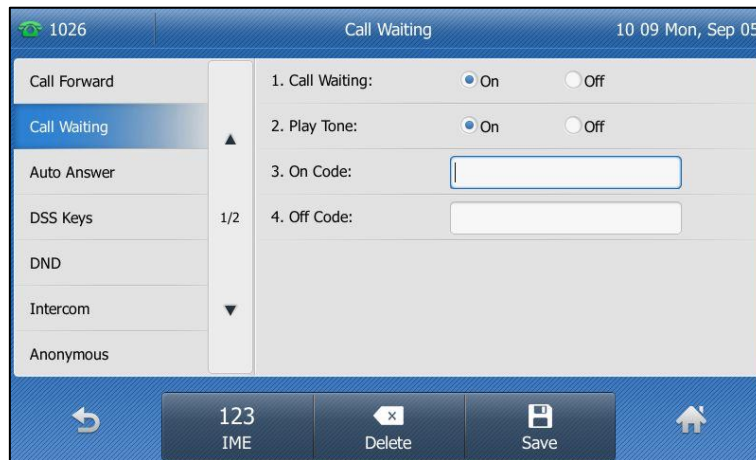 1026 Call Waiting 10 09 Mon, Sep 05
Call Forward 1. Call Waiting: On Off
Call Waiting 2. Play Tone: On Off
Auto Answer 3. On Code:
DSS Keys 1/2 4. Off Code:
DND
Intercom
Anonymous
123
IME Delete Save